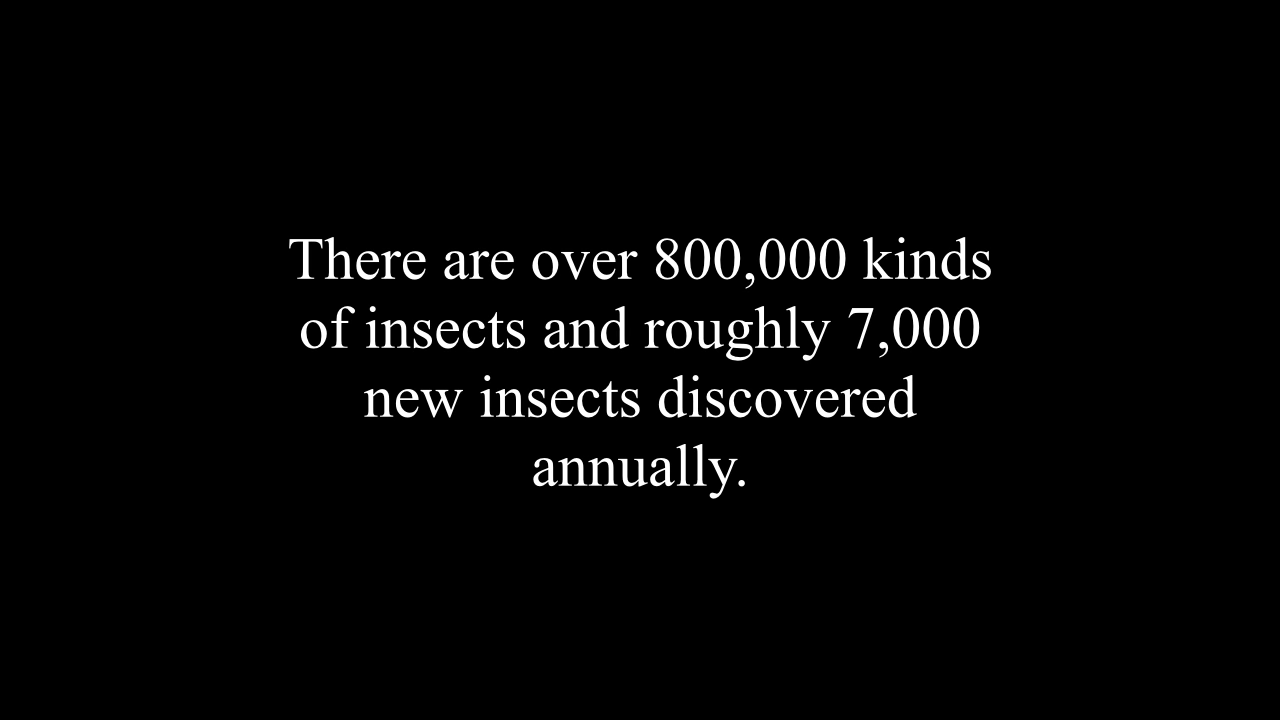 There are over 800,000 kinds
of insects and roughly 7,000
new insects discovered
annually.